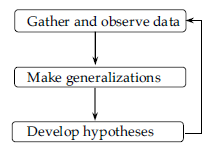 Gather and observe data
Make generalizations
Develop hypotheses